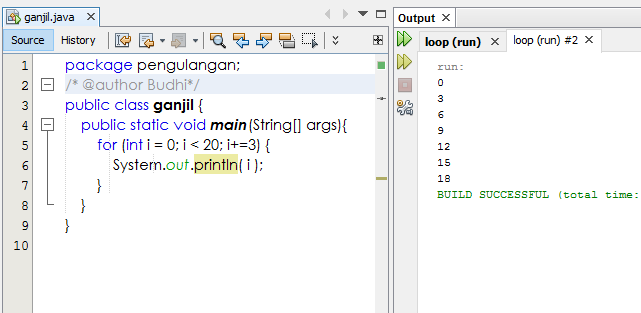 ganjil.java
Source History
1 package pengulangan;
2 /* @author Budhi*/
3 public class ganjil {
4 public static void main(String[] args){
5 for (int i = 0; i < 20; i+=3) {
6 System.out.println( i );
7 }
8 }
9 }
10
Output
loop (run) loop (run) #2
run:
0
3
6
9
12
15
18
BUILD SUCCESSFUL (total time: